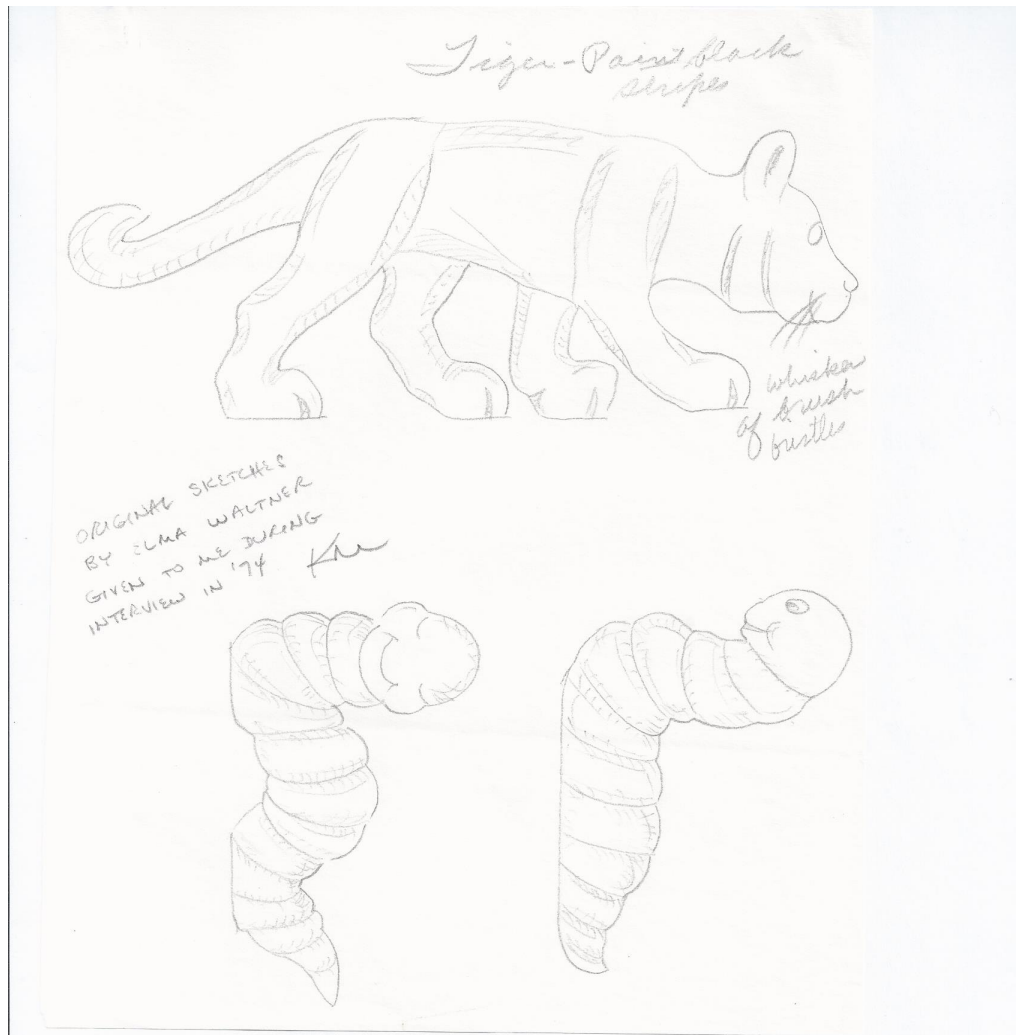 Tiger - Paint black
stripes
whisker
of brush
bristles
ORIGINAL SKETCHES
BY ELMA WALTNER
GIVEN TO ME DURING
INTERVIEW IN '74